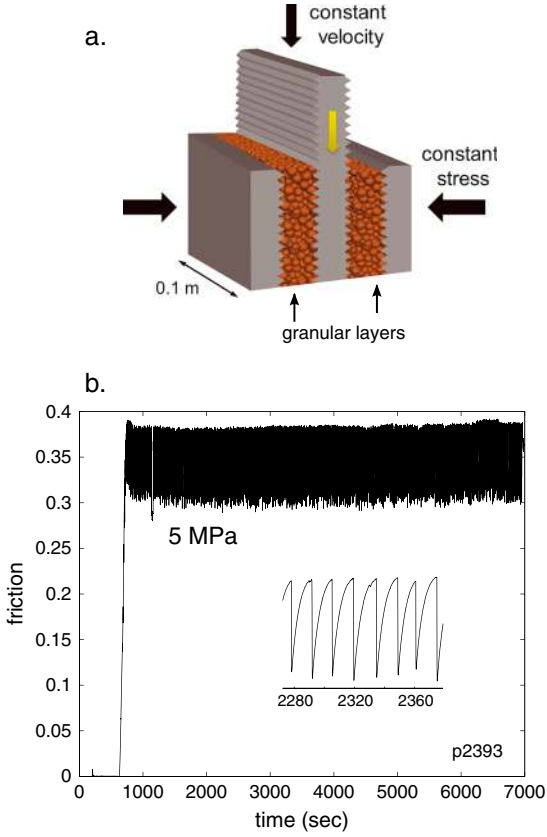 a.
constant
velocity
constant
stress
0.1 m
granular layers
b.
0.4
0.35
0.3
0.25
0.2
0.15
0.1
0.05
0
friction
5 MPa
2280 2320 2360
p2393
0 1000 2000 3000 4000 5000 6000 7000
time (sec)